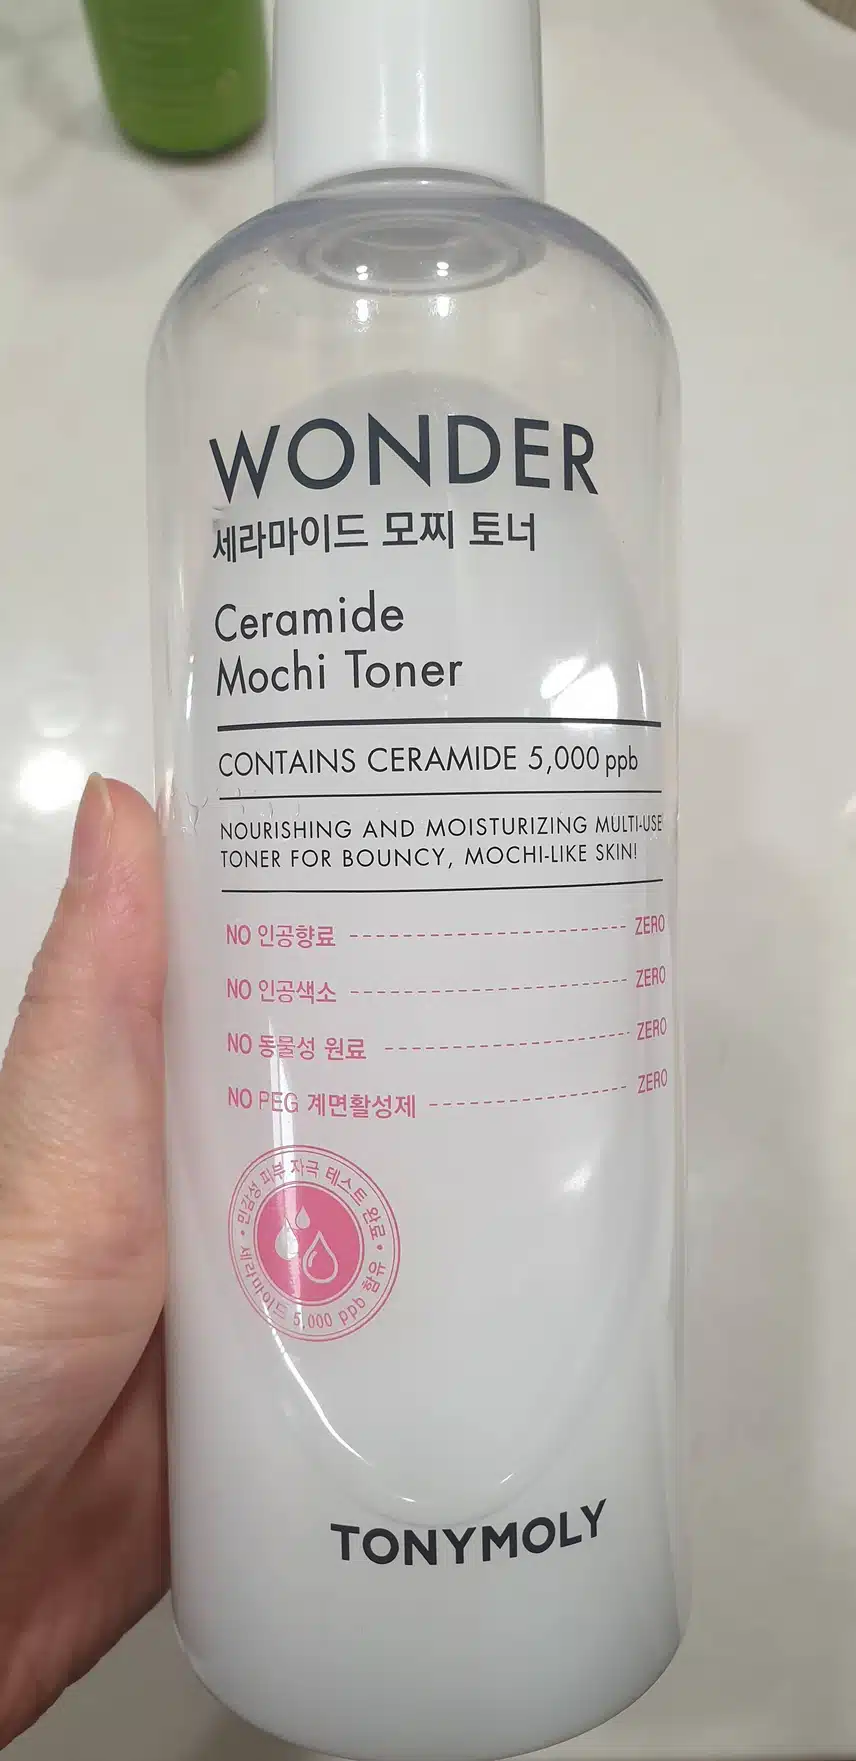 WONDER
세라마이드 모찌 토너
Ceramide
Mochi Toner
CONTAINS CERAMIDE 5,000 ppb
NOURISHING AND MOISTURIZING MULTI-USE
TONER FOR BOUNCY, MOCHI-LIKE SKIN!
NO 인공향료 ZERO
NO 인공색소 ZERO
NO 동물성 원료 ZERO
NO PEG 계면활성제 ZERO
• 민감성 피부 자극 테스트 완료 •
세라마이드 5,000 ppb 유효
TONYMOLY